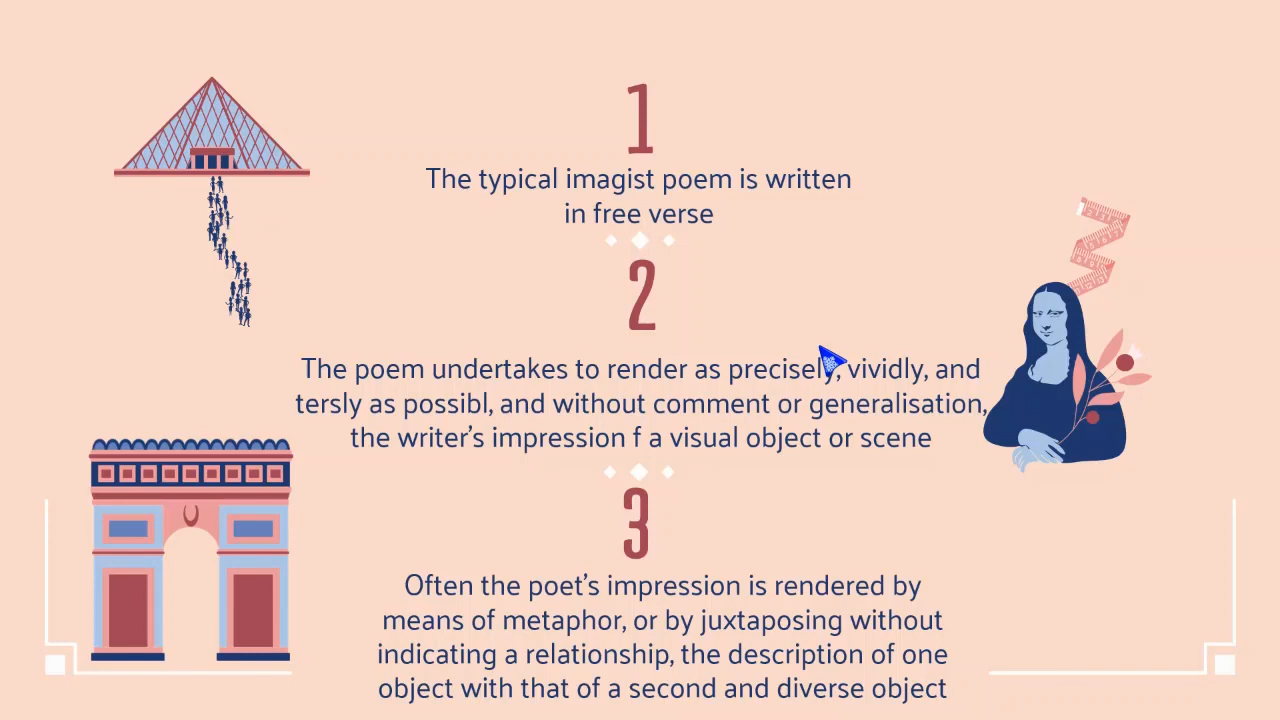 1
The typical imagist poem is written
in free verse
2
The poem undertakes to render as precisely, vividly, and
tersly as possibl, and without comment or generalisation,
the writer's impression f a visual object or scene
3
Often the poet's impression is rendered by
means of metaphor, or by juxtaposing without
indicating a relationship, the description of one
object with that of a second and diverse object